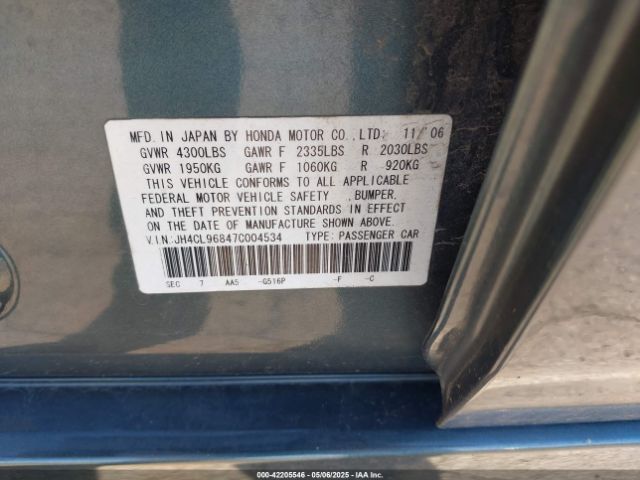 MFD. IN JAPAN BY HONDA MOTOR CO., LTD. 11/'06
GVWR 4300LBS GAWR F 2335LBS R 2030LBS
GVWR 1950KG GAWR F 1060KG R 920KG
THIS VEHICLE CONFORMS TO ALL APPLICABLE
FEDERAL MOTOR VEHICLE SAFETY , BUMPER,
AND THEFT PREVENTION STANDARDS IN EFFECT
ON THE DATE OF MANUFACTURE SHOWN ABOVE.
V.I.N.:JH4CL96847C004534 TYPE: PASSENGER CAR
SEC 7 AA5 -G516P -F -C
000-42205546 - 05/06/2025 - IAA Inc.